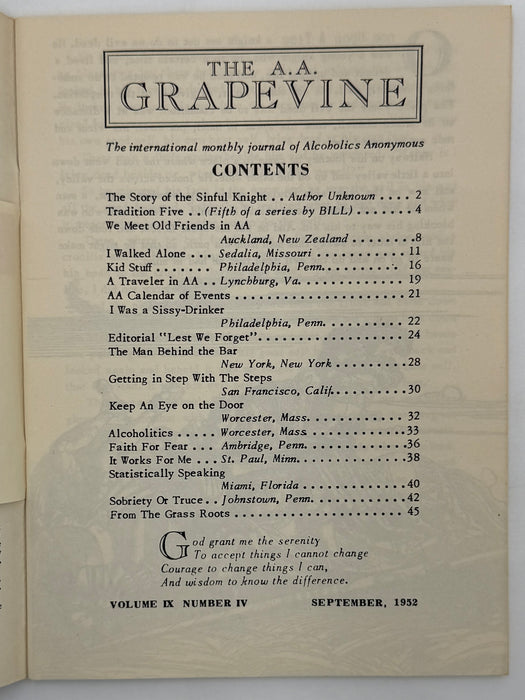 THE A.A.
GRAPEVINE
The international monthly journal of Alcoholics Anonymous
CONTENTS
The Story of the Sinful Knight . . Author Unknown . . . . 2
Tradition Five . . (Fifth of a series by BILL) . . . . . . . 4
We Meet Old Friends in AA
Auckland, New Zealand . . . . . . . .8
I Walked Alone . . . Sedalia, Missouri . . . . . . . . . . . 11
Kid Stuff . . . . . . . Philadelphia, Penn. . . . . . . . . . . 16
A Traveler in AA . . Lynchburg, Va. . . . . . . . . . . . . 19
AA Calendar of Events . . . . . . . . . . . . . . . . . . . . . 21
I Was a Sissy-Drinker
Philadelphia, Penn. . . . . . . . . . . 22
Editorial "Lest We Forget" . . . . . . . . . . . . . . . . . . 24
The Man Behind the Bar
New York, New York . . . . . . . . . 28
Getting in Step With The Steps
San Francisco, Calif. . . . . . . . . . 30
Keep An Eye on the Door
Worcester, Mass. . . . . . . . . . . . . 32
Alcoholitics . . . . . Worcester, Mass. . . . . . . . . . . . 33
Faith For Fear . . . Ambridge, Penn. . . . . . . . . . . . 36
It Works For Me . . . St. Paul, Minn. . . . . . . . . . . . . 38
Statistically Speaking
Miami, Florida . . . . . . . . . . . . . 40
Sobriety Or Truce . . Johnstown, Penn. . . . . . . . . . . 42
From The Grass Roots . . . . . . . . . . . . . . . . . . . . . 45
God grant me the serenity
To accept things I cannot change
Courage to change things I can,
And wisdom to know the difference.
VOLUME IX NUMBER IV SEPTEMBER, 1952